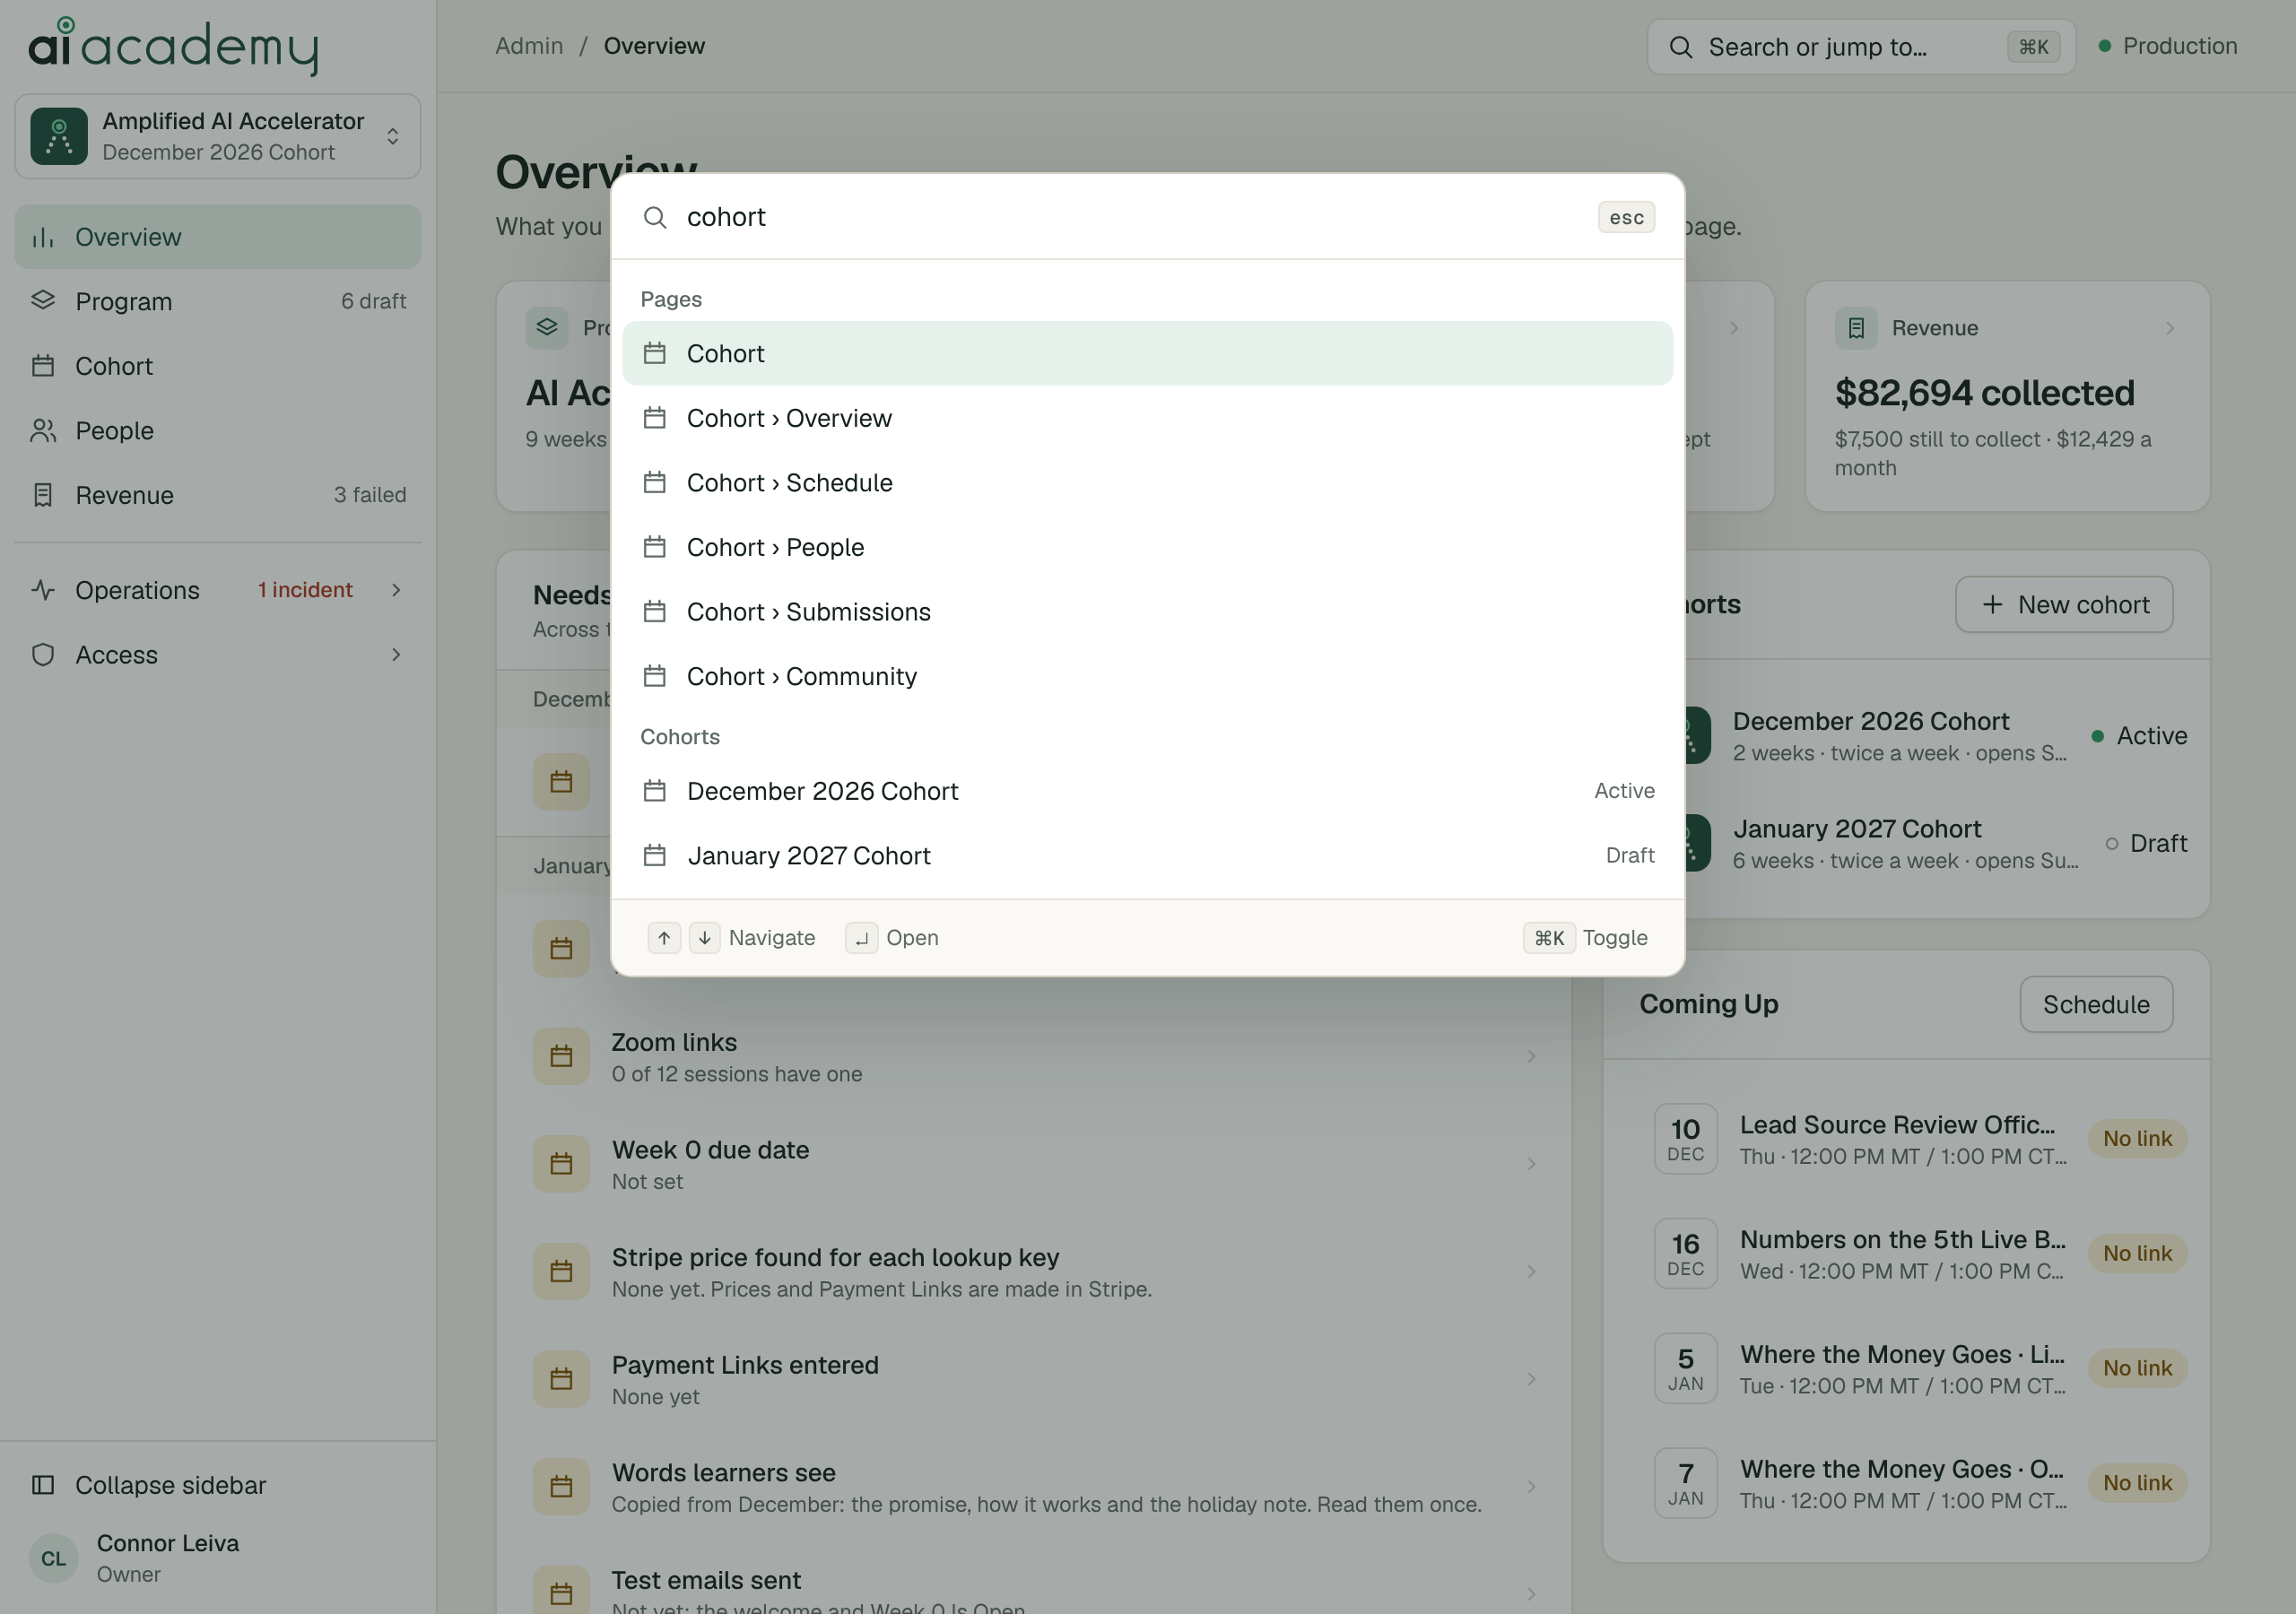 ai academy
Amplified AI Accelerator
December 2026 Cohort
Overview
Program
6 draft
Cohort
People
Revenue
3 failed
Operations
1 incident
Access
Collapse sidebar
CL
Connor Leiva
Owner
Admin / Overview
Search or jump to...
⌘K
Production
Overview
What you
page.
9 weeks
Revenue
$82,694 collected
$7,500 still to collect · $12,429 a
month
cohort
esc
Pages
Cohort
Cohort › Overview
Cohort › Schedule
Cohort › People
Cohort › Submissions
Cohort › Community
Cohorts
December 2026 Cohort
Active
January 2027 Cohort
Draft
↑ ↓ Navigate
Open
⌘K Toggle
Needs
Across
January
Zoom links
0 of 12 sessions have one
Week 0 due date
Not set
Stripe price found for each lookup key
None yet. Prices and Payment Links are made in Stripe.
Payment Links entered
None yet
Words learners see
Copied from December: the promise, how it works and the holiday note. Read them once.
Test emails sent
Not yet: the welcome and Week 0 Is Open
+ New cohort
December 2026 Cohort
2 weeks · twice a week · opens S...
Active
January 2027 Cohort
6 weeks · twice a week · opens Su...
Draft
Coming Up
Schedule
10
DEC
Lead Source Review Offic...
Thu · 12:00 PM MT / 1:00 PM CT...
No link
16
DEC
Numbers on the 5th Live B...
Wed · 12:00 PM MT / 1:00 PM C...
No link
5
JAN
Where the Money Goes · Li...
Tue · 12:00 PM MT / 1:00 PM CT...
No link
7
JAN
Where the Money Goes · O...
Thu · 12:00 PM MT / 1:00 PM CT...
No link